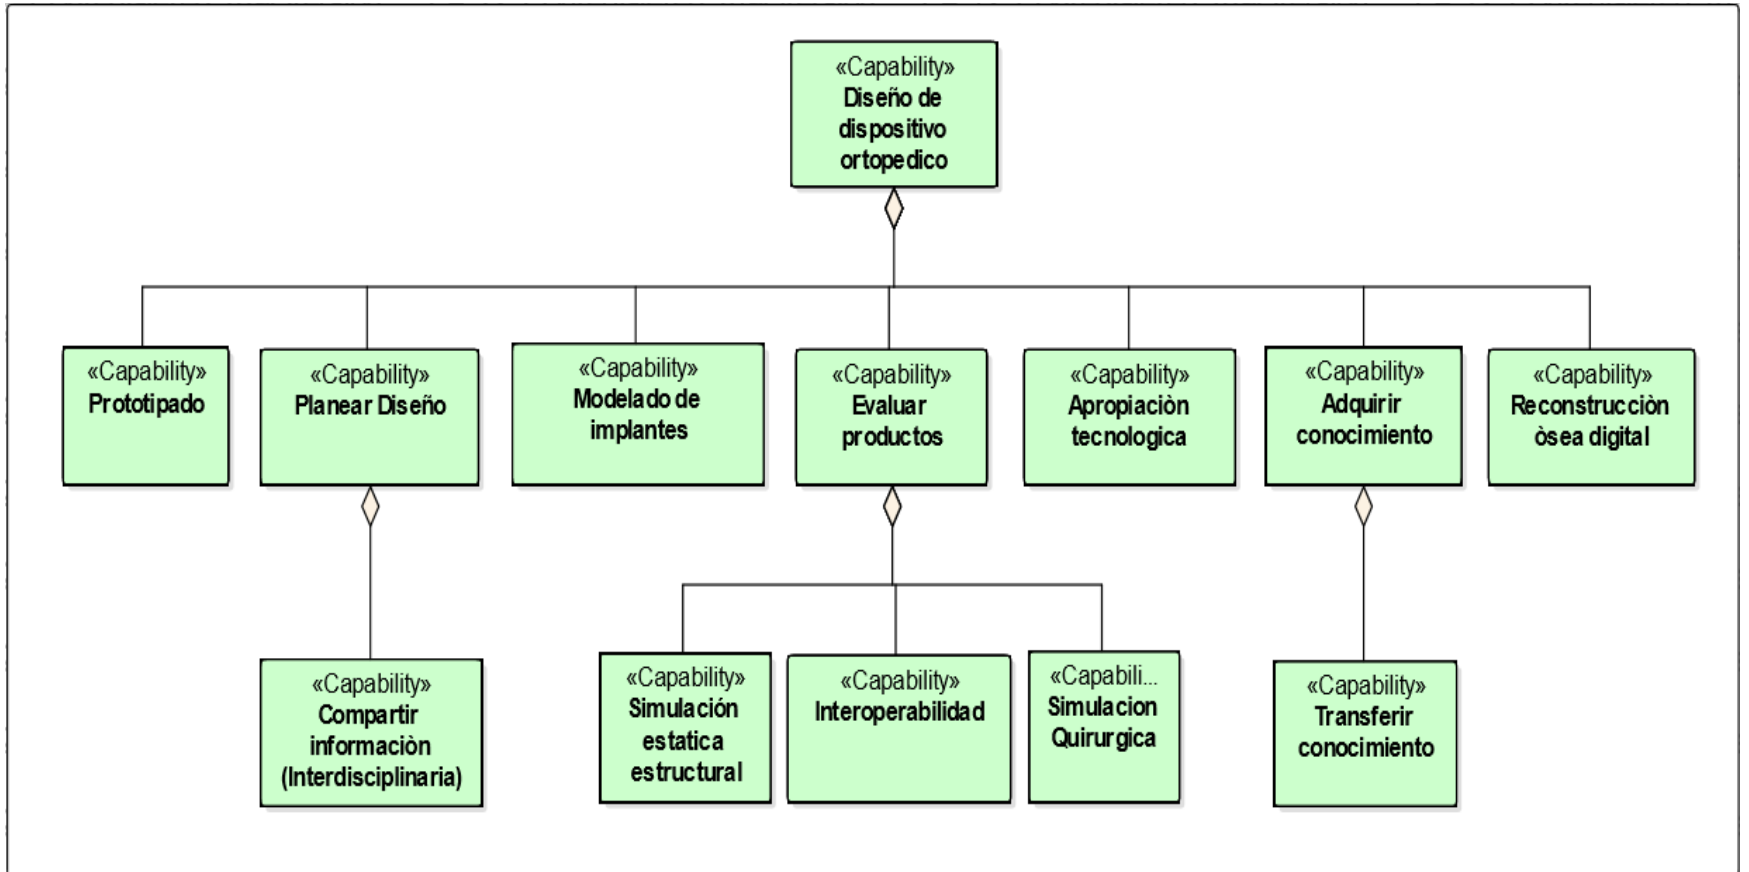 «Capability»
Diseño de
dispositivo
ortopedico
«Capability»
Prototipado
«Capability»
Planear Diseño
«Capability»
Modelado de
implantes
«Capability»
Evaluar
productos
«Capability»
Apropiaciòn
tecnologica
«Capability»
Adquirir
conocimiento
«Capability»
Reconstrucciòn
òsea digital
«Capability»
Compartir
informaciòn
(Interdisciplinaria)
«Capability»
Simulación
estatica
estructural
«Capability»
Interoperabilidad
«Capabili...
Simulacion
Quirurgica
«Capability»
Transferir
conocimiento